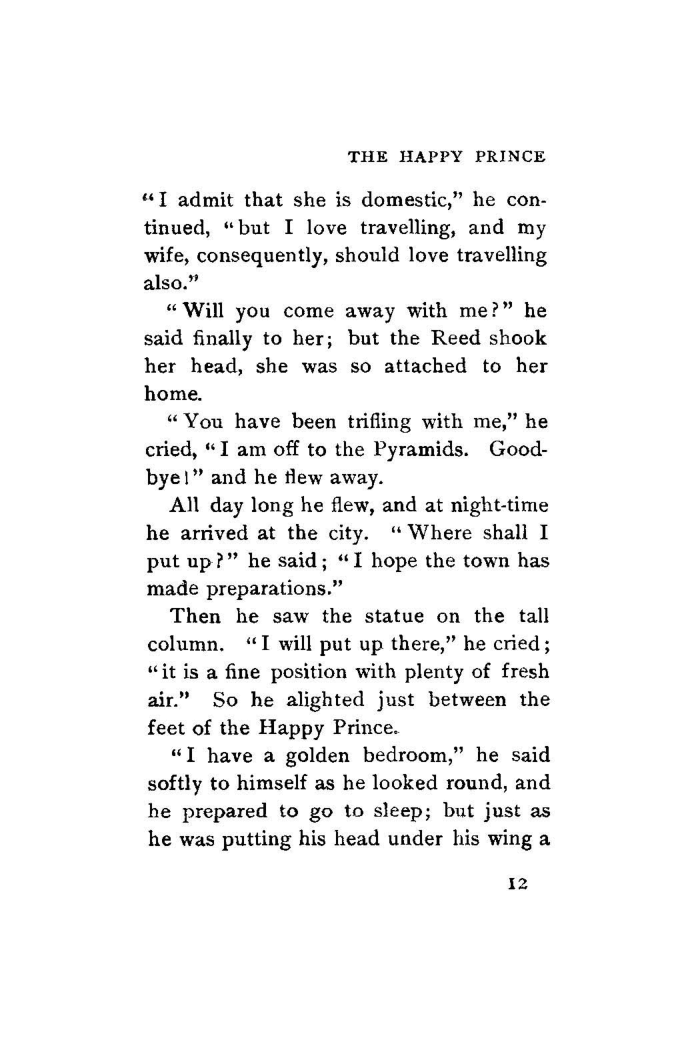 THE HAPPY PRINCE
“I admit that she is domestic,” he con-
tinued, “but I love travelling, and my
wife, consequently, should love travelling
also.”
“Will you come away with me?” he
said finally to her; but the Reed shook
her head, she was so attached to her
home.
“You have been trifling with me,” he
cried, “I am off to the Pyramids. Good-
bye!” and he flew away.
All day long he flew, and at night-time
he arrived at the city. “Where shall I
put up?” he said; “I hope the town has
made preparations.”
Then he saw the statue on the tall
column. “I will put up there,” he cried;
“it is a fine position with plenty of fresh
air.” So he alighted just between the
feet of the Happy Prince.
“I have a golden bedroom,” he said
softly to himself as he looked round, and
he prepared to go to sleep; but just as
he was putting his head under his wing a
12